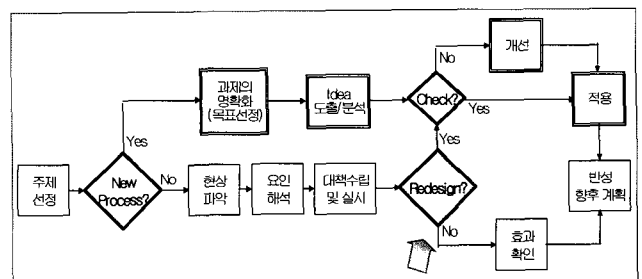 No
개선
과제의
명확화
(목표선정)
Idea
도출/분석
Check?
Yes
적용
Yes
Yes
주제
선정
New
Process?
No
현상
파악
요인
해석
대책수립
및 실시
Redesign?
반성
향후 계획
No
효과
확인